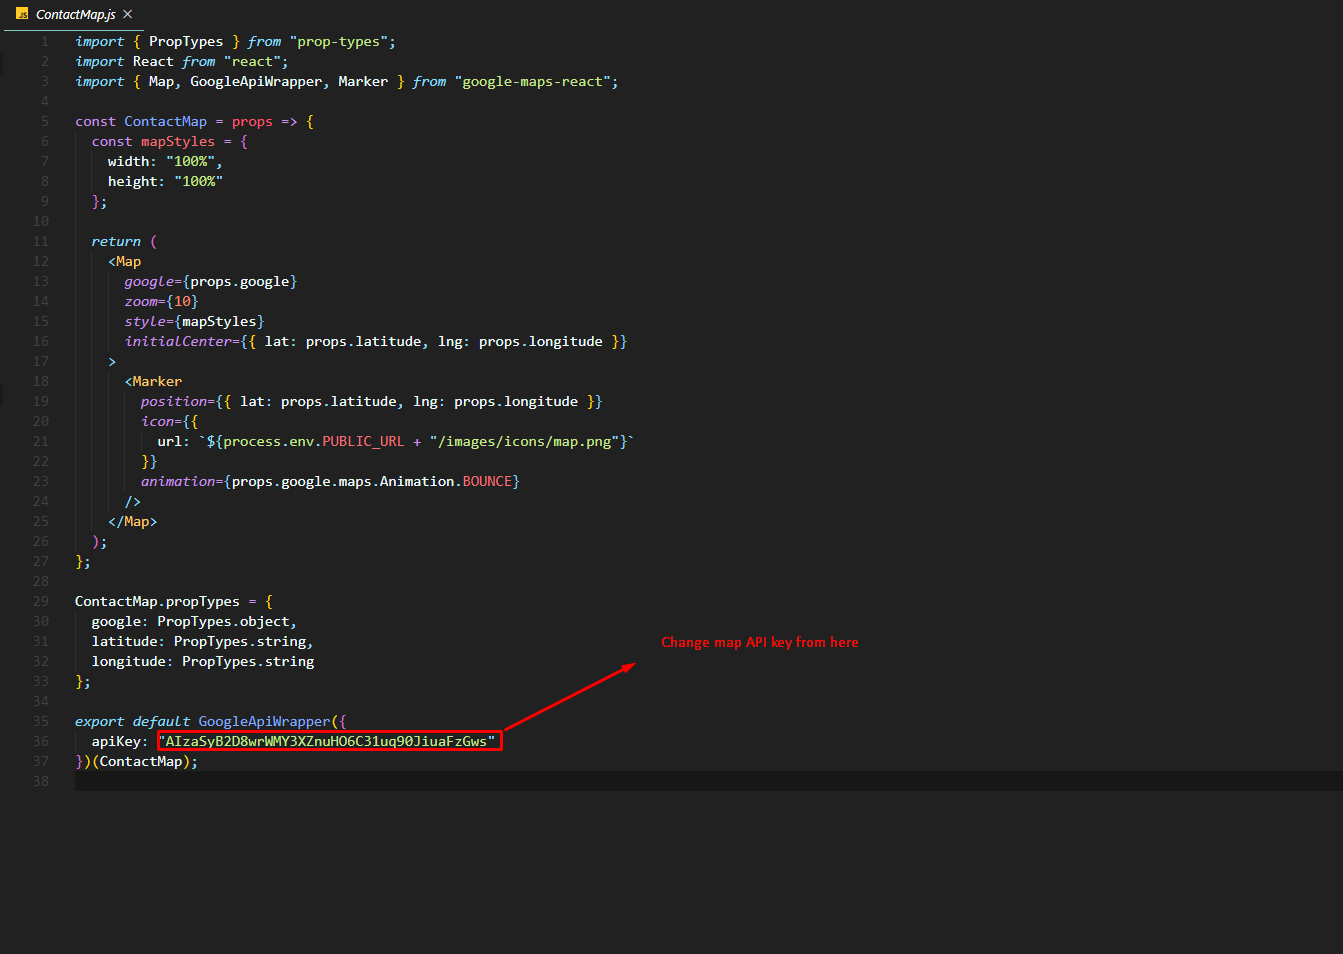 JS ContactMap.js ×
1 import { PropTypes } from "prop-types";
2 import React from "react";
3 import { Map, GoogleApiWrapper, Marker } from "google-maps-react";
4
5 const ContactMap = props => {
6   const mapStyles = {
7     width: "100%",
8     height: "100%"
9   };
10
11   return (
12     <Map
13       google={props.google}
14       zoom={10}
15       style={mapStyles}
16       initialCenter={{ lat: props.latitude, lng: props.longitude }}
17     >
18       <Marker
19         position={{ lat: props.latitude, lng: props.longitude }}
20         icon={{
21           url: `${process.env.PUBLIC_URL + "/images/icons/map.png"}`
22         }}
23         animation={props.google.maps.Animation.BOUNCE}
24       />
25     </Map>
26   );
27 };
28
29 ContactMap.propTypes = {
30   google: PropTypes.object,
31   latitude: PropTypes.string,
Change map API key from here
32   longitude: PropTypes.string
33 };
34
35 export default GoogleApiWrapper({
36   apiKey: "AIzaSyB2D8wrWMY3XZnuHO6C31uq90JiuaFzGws"
37 })(ContactMap);
38